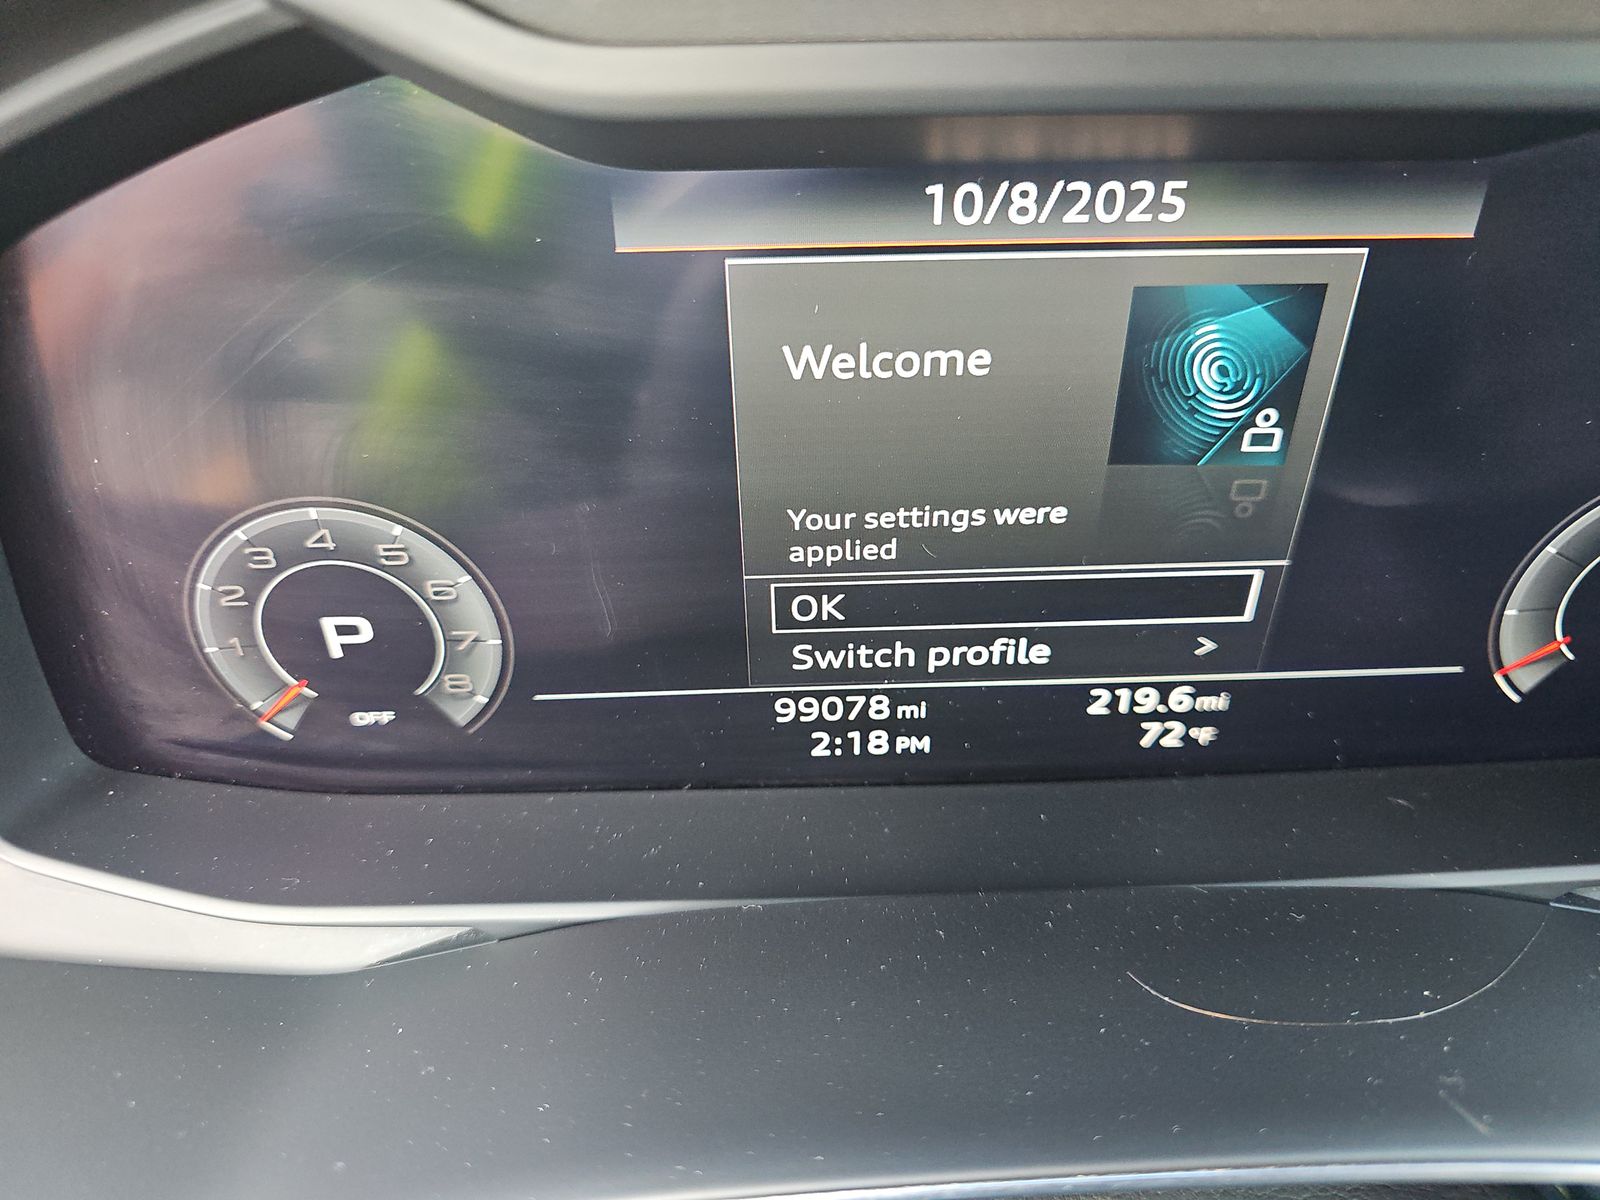 10/8/2025
Welcome
Your settings were
applied
OK
Switch profile >
99078 mi 219.6 mi
2:18 PM 72 °F
1
2
3
4
5
6
7
8
P
OFF